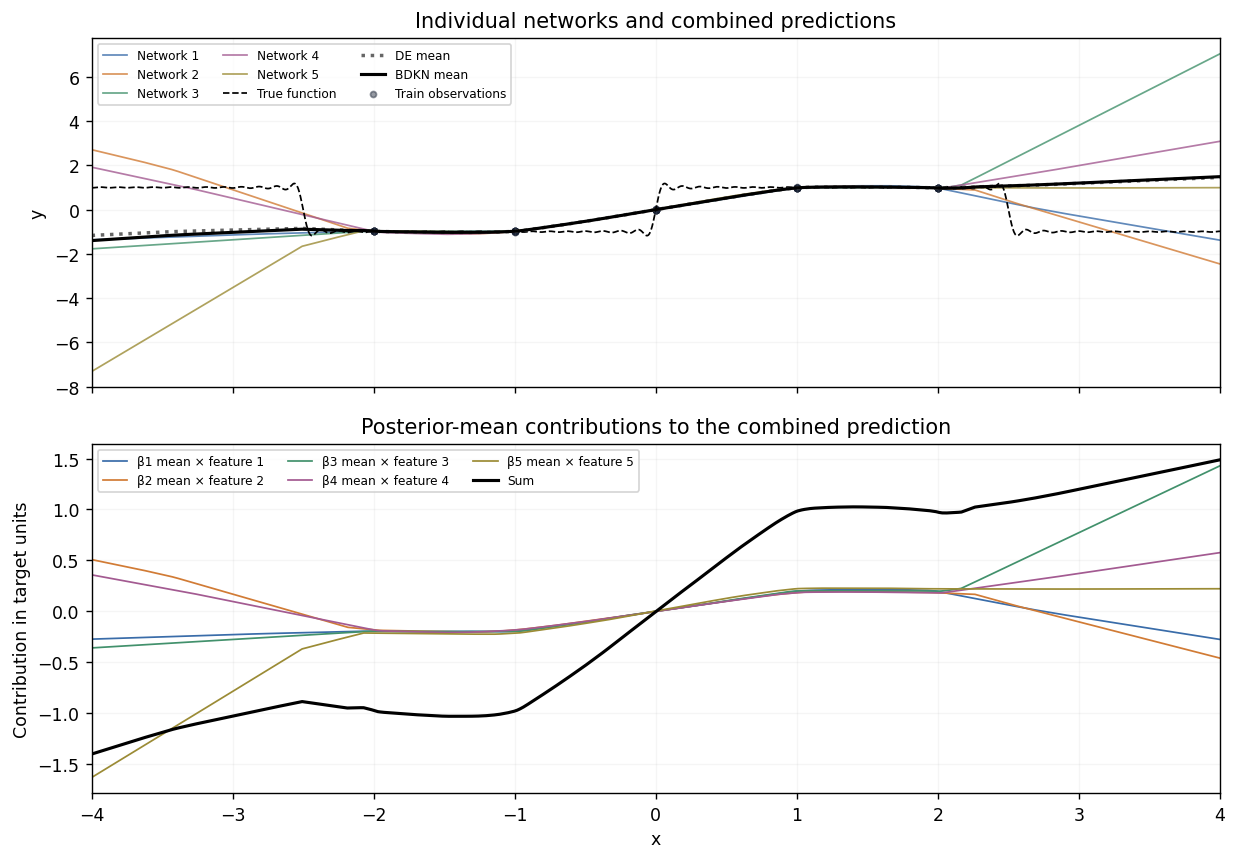 Individual networks and combined predictions
Network 1
Network 2
Network 3
Network 4
Network 5
True function
DE mean
BDKN mean
Train observations
6
4
2
0
−2
−4
−6
−8
y
Posterior-mean contributions to the combined prediction
β1 mean × feature 1
β2 mean × feature 2
β3 mean × feature 3
β4 mean × feature 4
β5 mean × feature 5
Sum
1.5
1.0
0.5
0.0
−0.5
−1.0
−1.5
Contribution in target units
−4
−3
−2
−1
0
1
2
3
4
x